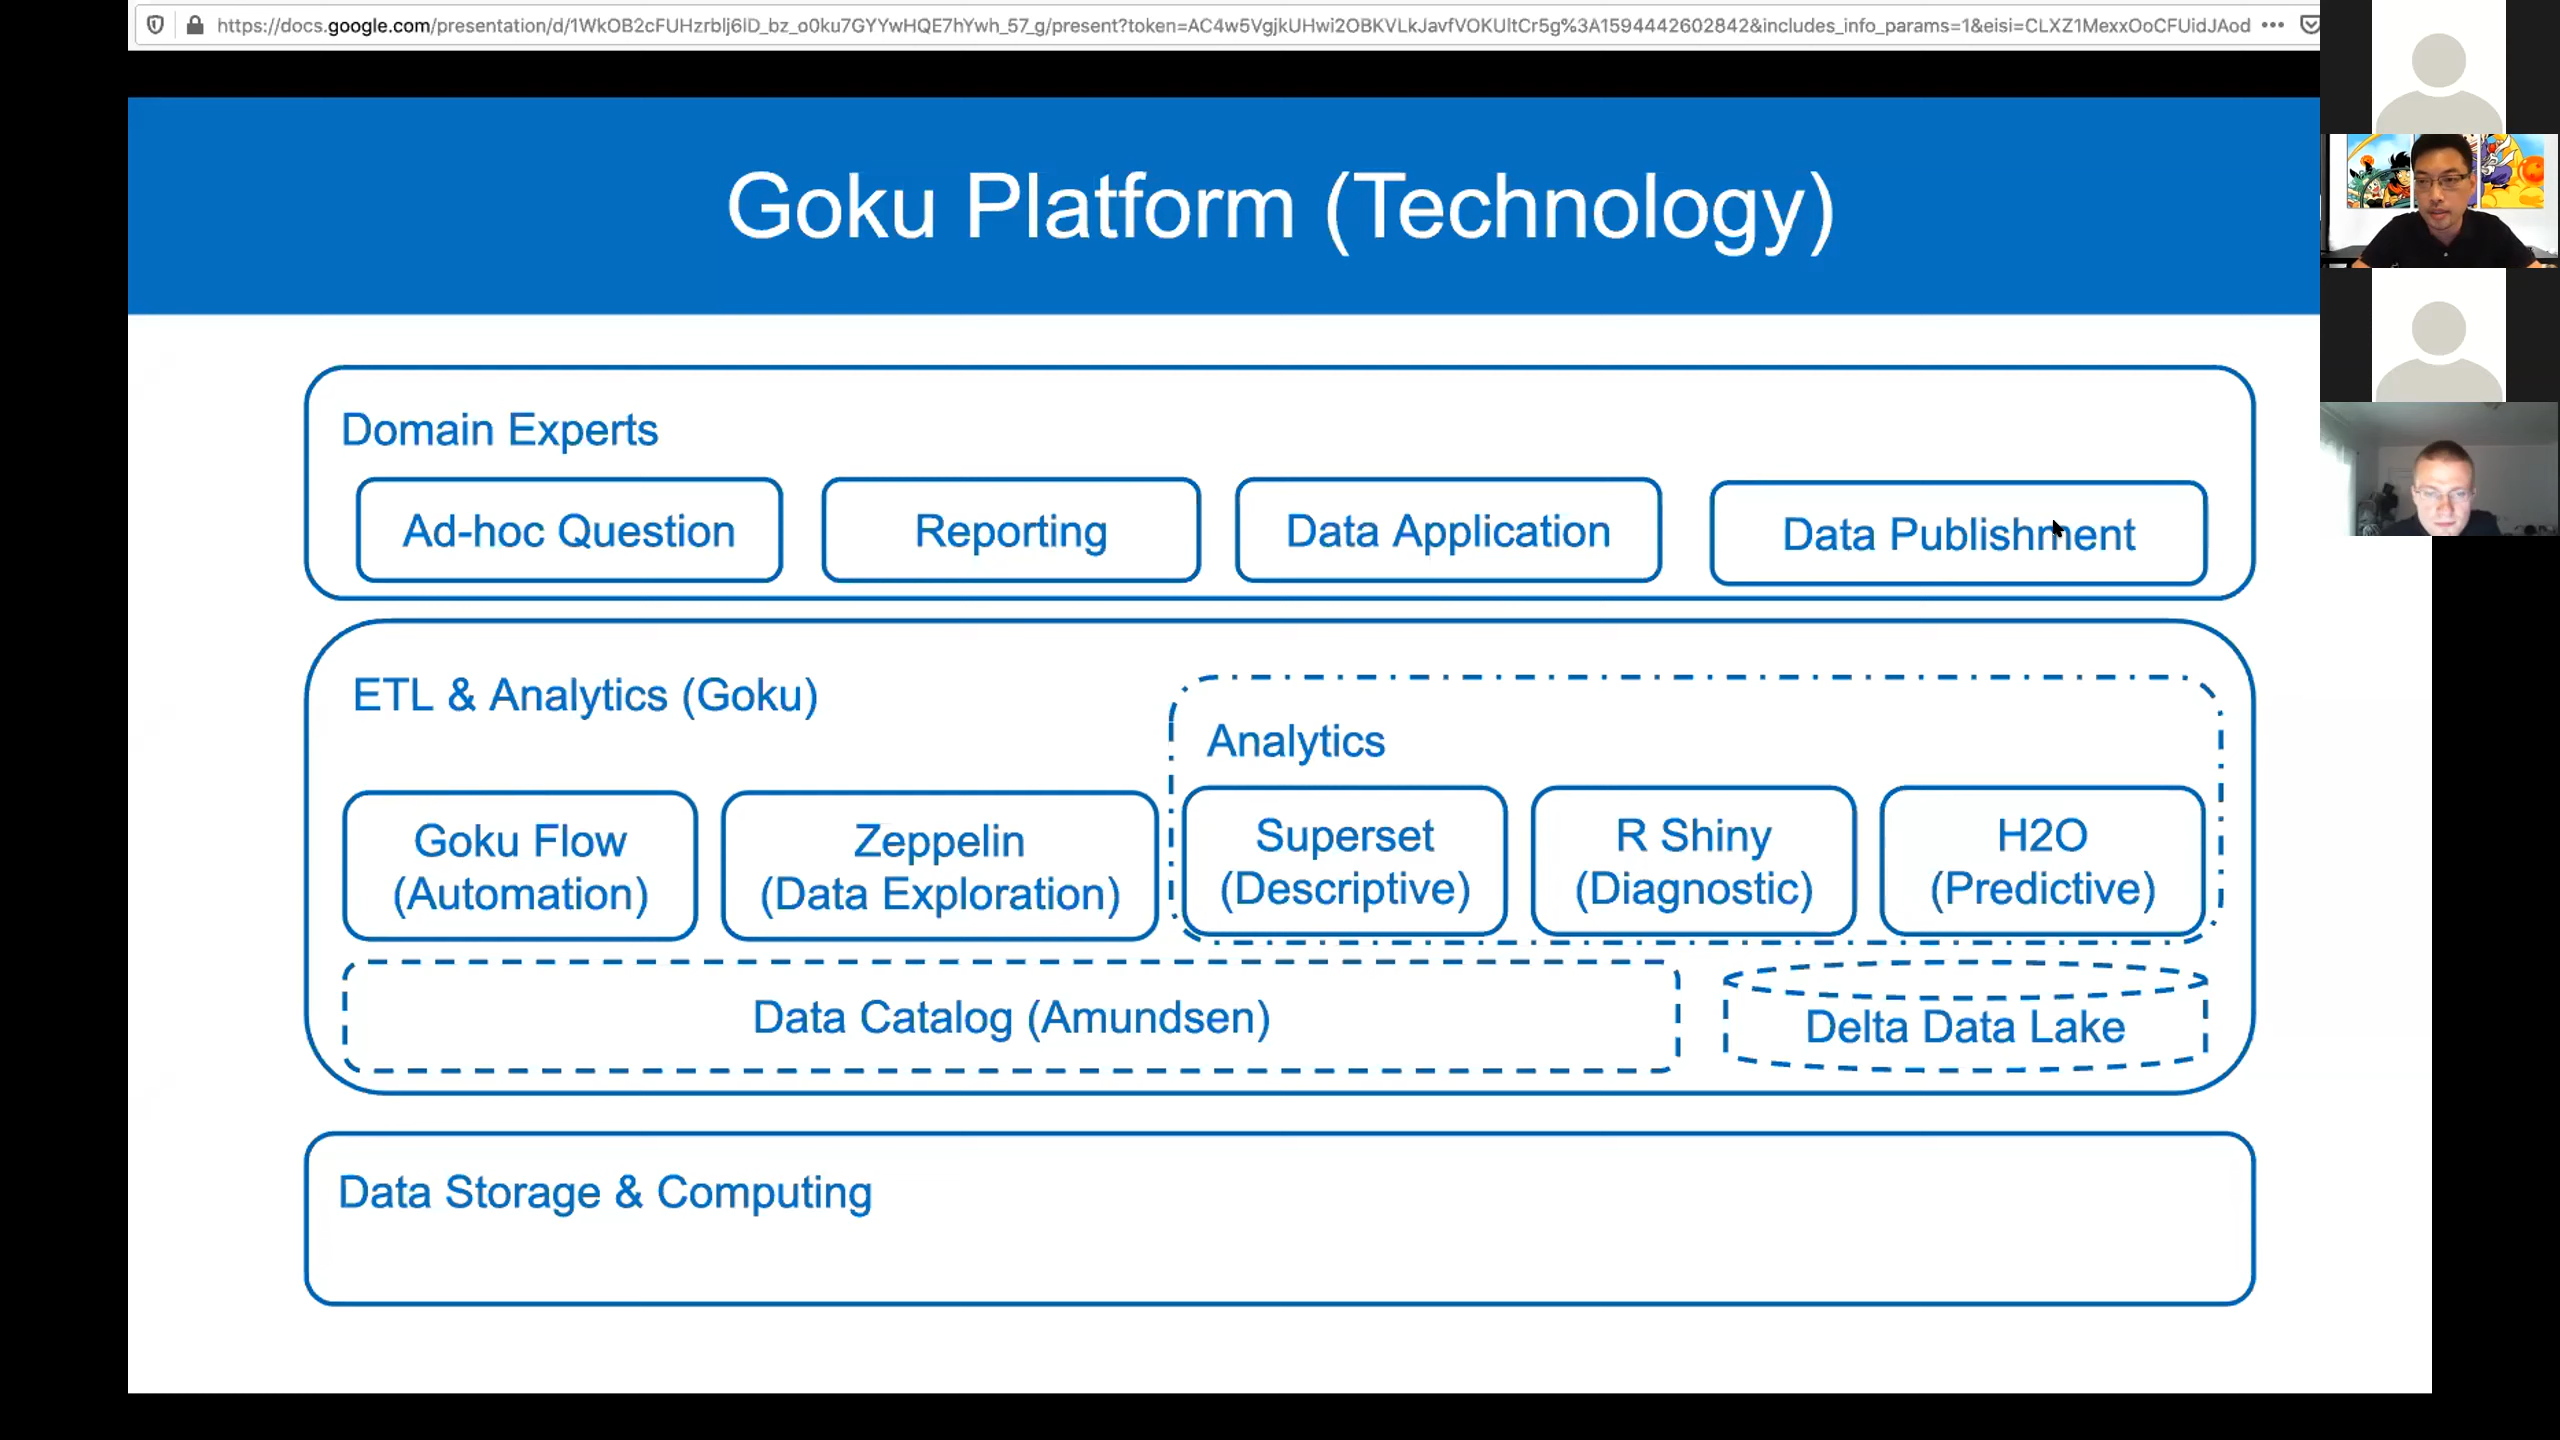 https://docs.google.com/presentation/d/1WkOB2cFUHzrblj6lD_bz_o0ku7GYYwHQE7hYwh_57_g/present?token=AC4w5VgjkUHwi2OBKVLkJavfVOKUltCr5g%3A1594442602842&includes_info_params=1&eisi=CLXZ1MexxOoCFUidJAod
Goku Platform (Technology)
Domain Experts
Ad-hoc Question
Reporting
Data Application
Data Publishment
ETL & Analytics (Goku)
Analytics
Goku Flow
(Automation)
Zeppelin
(Data Exploration)
Superset
(Descriptive)
R Shiny
(Diagnostic)
H2O
(Predictive)
Data Catalog (Amundsen)
Delta Data Lake
Data Storage & Computing